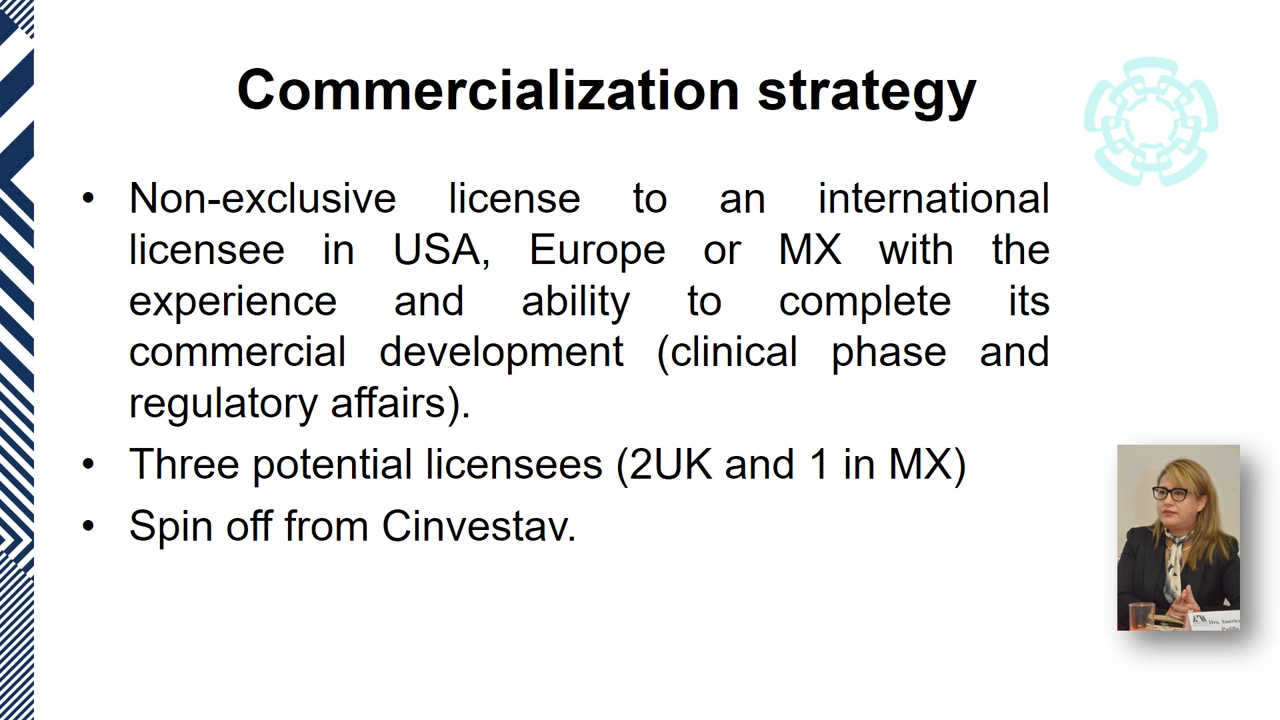 Commercialization strategy
• Non-exclusive license to an international
licensee in USA, Europe or MX with the
experience and ability to complete its
commercial development (clinical phase and
regulatory affairs).
• Three potential licensees (2UK and 1 in MX)
• Spin off from Cinvestav.
Dra.